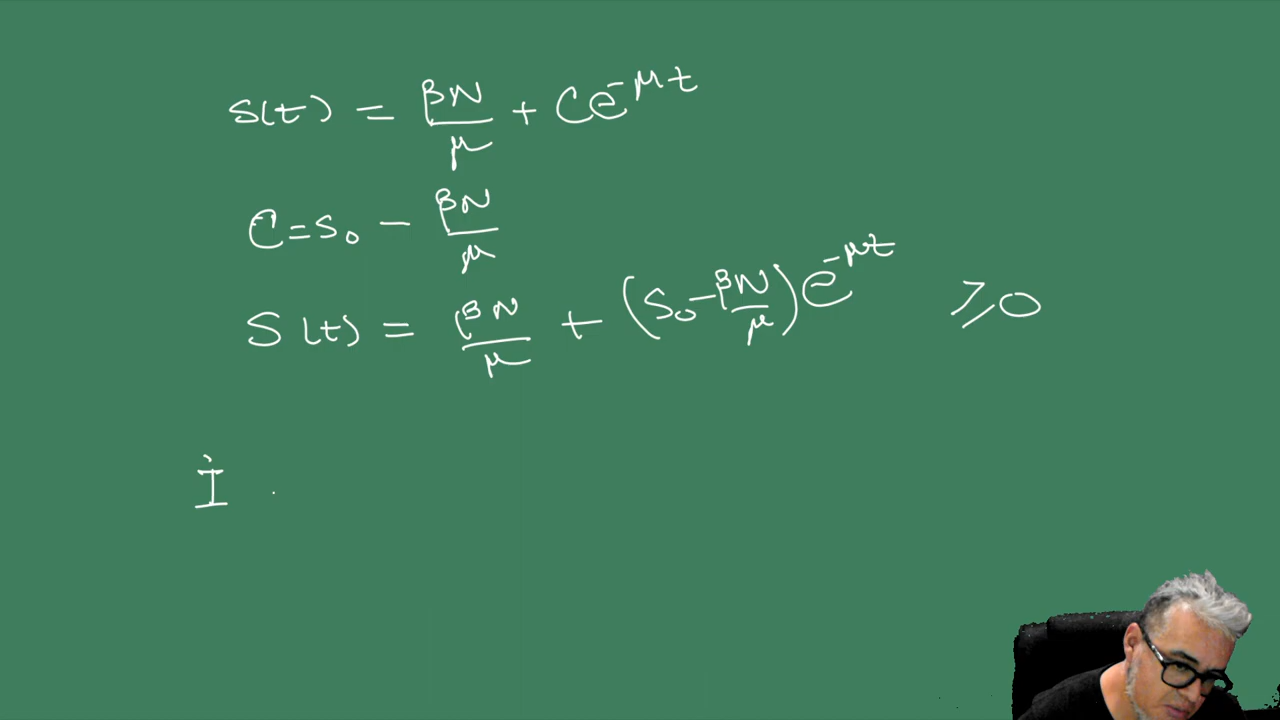 S(t) = βN/μ + Ce^{-μt}
C = S₀ - βN/μ
S(t) = βN/μ + (S₀ - βN/μ)e^{-μt} ≥ 0
İ